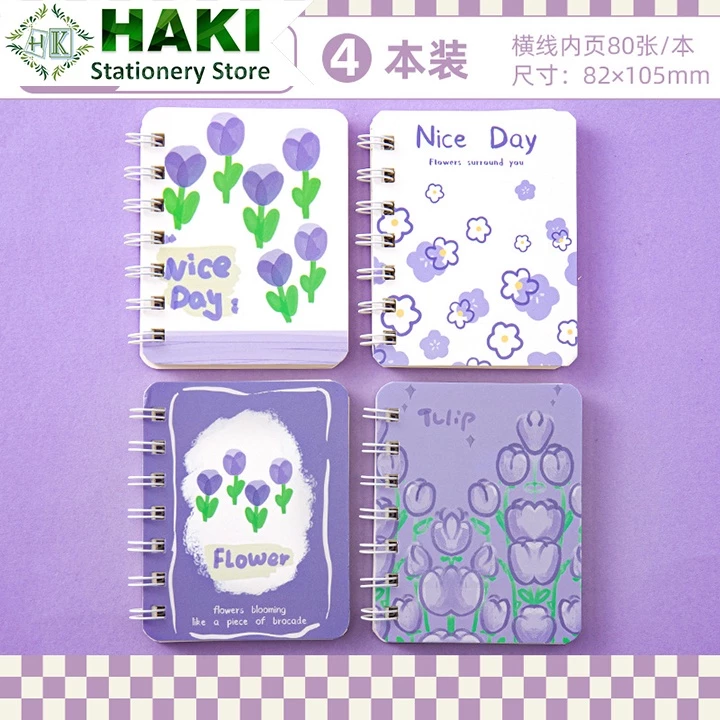 HK
HAKI
Stationery Store
4 本装
横线内页80张/本
尺寸：82×105mm
Nice
Day
Nice Day
Flowers surround you
Tulip
Flower
flowers blooming
like a piece of brocade